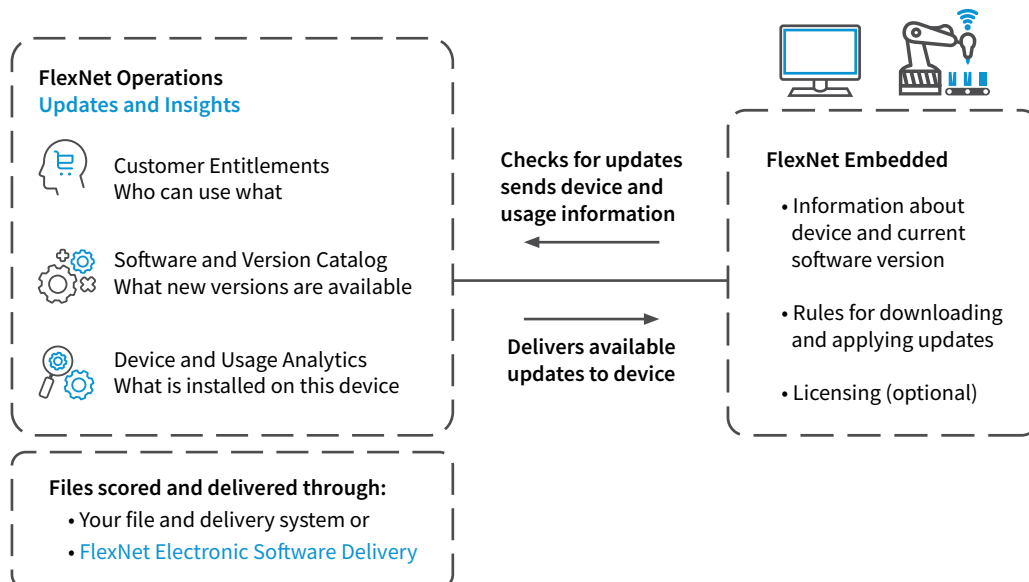 FlexNet Operations
Updates and Insights
Customer Entitlements
Who can use what
Software and Version Catalog
What new versions are available
Device and Usage Analytics
What is installed on this device
Checks for updates
sends device and
usage information
Delivers available
updates to device
FlexNet Embedded
• Information about
device and current
software version
• Rules for downloading
and applying updates
• Licensing (optional)
Files scored and delivered through:
• Your file and delivery system or
• FlexNet Electronic Software Delivery